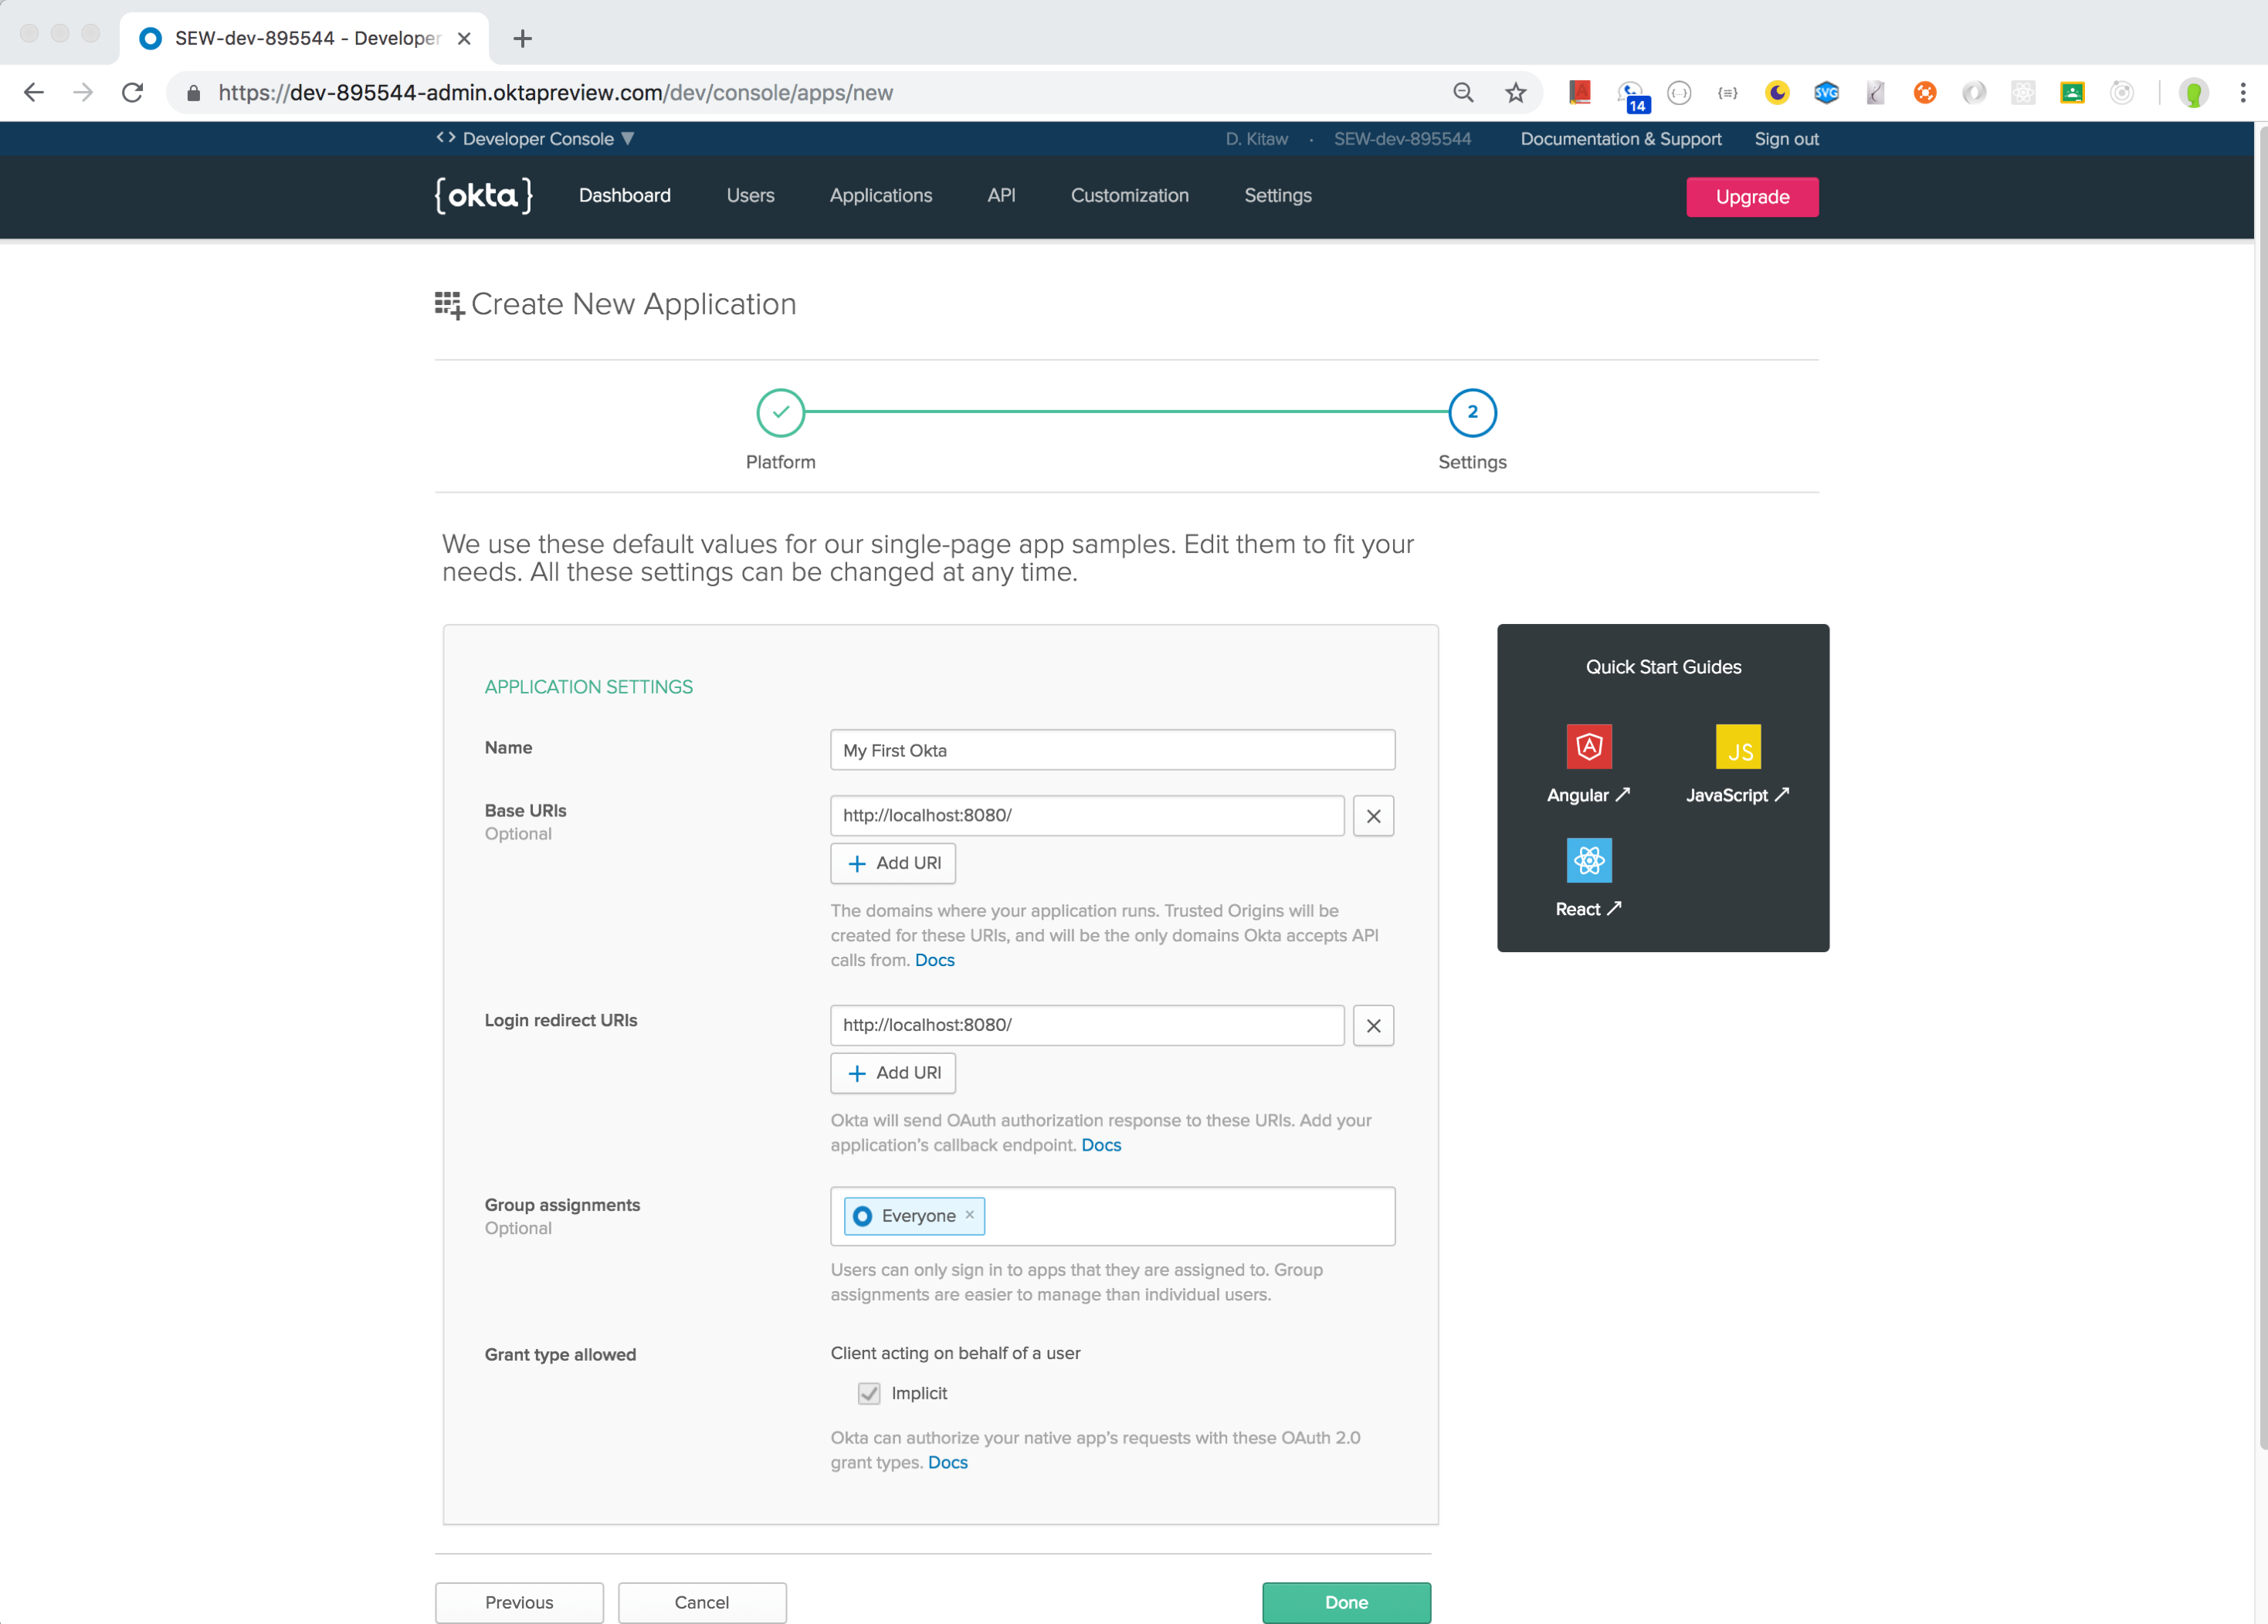 SEW-dev-895544 - Developer
https://dev-895544-admin.oktapreview.com/dev/console/apps/new
14
SVG
<> Developer Console ▼
D. Kitaw · SEW-dev-895544 Documentation & Support Sign out
{okta} Dashboard Users Applications API Customization Settings Upgrade
Create New Application
2
Platform Settings
We use these default values for our single-page app samples. Edit them to fit your
needs. All these settings can be changed at any time.
APPLICATION SETTINGS
Name
My First Okta
Base URIs
Optional
http://localhost:8080/
Add URI
The domains where your application runs. Trusted Origins will be
created for these URIs, and will be the only domains Okta accepts API
calls from. Docs
Login redirect URIs
http://localhost:8080/
Add URI
Okta will send OAuth authorization response to these URIs. Add your
application's callback endpoint. Docs
Group assignments
Optional
Everyone ×
Users can only sign in to apps that they are assigned to. Group
assignments are easier to manage than individual users.
Grant type allowed
Client acting on behalf of a user
Implicit
Okta can authorize your native app's requests with these OAuth 2.0
grant types. Docs
Quick Start Guides
A
JS
Angular ↗ JavaScript ↗
React ↗
Previous Cancel Done